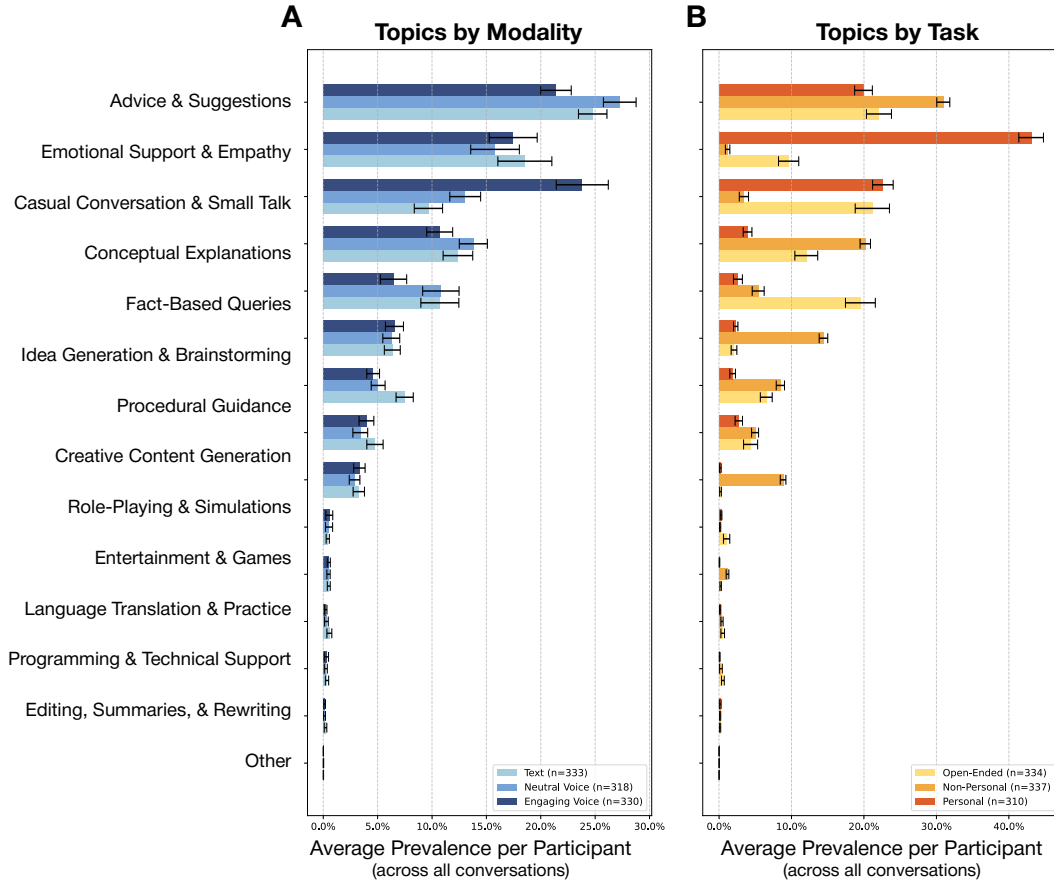 A
B
Topics by Modality
Topics by Task
Advice & Suggestions
Emotional Support & Empathy
Casual Conversation & Small Talk
Conceptual Explanations
Fact-Based Queries
Idea Generation & Brainstorming
Procedural Guidance
Creative Content Generation
Role-Playing & Simulations
Entertainment & Games
Language Translation & Practice
Programming & Technical Support
Editing, Summaries, & Rewriting
Other
Text (n=333)
Neutral Voice (n=318)
Engaging Voice (n=330)
0.0% 5.0% 10.0% 15.0% 20.0% 25.0% 30.0%
Average Prevalence per Participant
(across all conversations)
Open-Ended (n=334)
Non-Personal (n=337)
Personal (n=310)
0.0% 10.0% 20.0% 30.0% 40.0%
Average Prevalence per Participant
(across all conversations)